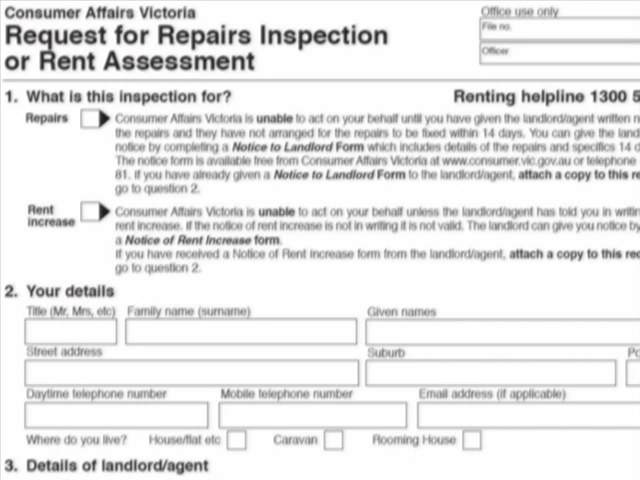 Consumer Affairs Victoria
Office use only
Request for Repairs Inspection
or Rent Assessment
File no.
Officer
1. What is this inspection for?
Renting helpline 1300 5
Repairs
Consumer Affairs Victoria is unable to act on your behalf until you have given the landlord/agent written n
the repairs and they have not arranged for the repairs to be fixed within 14 days. You can give the land
notice by completing a Notice to Landlord Form which includes details of the repairs and specifics 14 d
The notice form is available free from Consumer Affairs Victoria at www.consumer.vic.gov.au or telephone
81. If you have already given a Notice to Landlord Form to the landlord/agent, attach a copy to this re
go to question 2.
Rent
increase
Consumer Affairs Victoria is unable to act on your behalf unless the landlord/agent has told you in writin
rent increase. If the notice of rent increase is not in writing it is not valid. The landlord can give you notice by
a Notice of Rent Increase form.
If you have received a Notice of Rent Increase form from the landlord/agent, attach a copy to this req
go to question 2.
2. Your details
Title (Mr, Mrs, etc) Family name (surname) Given names
Street address Suburb Po
Daytime telephone number Mobile telephone number Email address (if applicable)
Where do you live? House/flat etc Caravan Rooming House
3. Details of landlord/agent